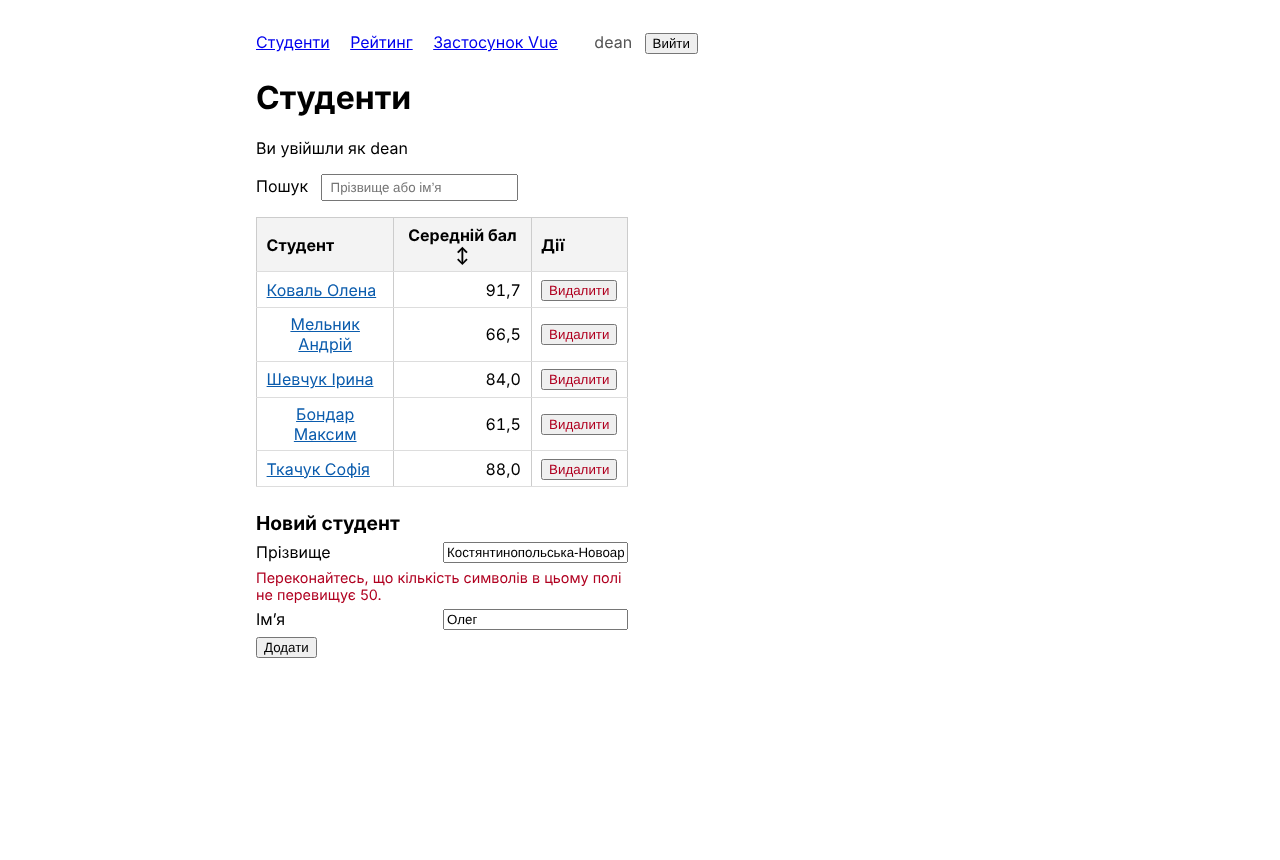 Студенти Рейтинг Застосунок Vue dean Вийти
Студенти
Ви увійшли як dean
Пошук Прізвище або ім’я
Студент Середній бал ↕ Дії
Коваль Олена 91,7 Видалити
Мельник Андрій 66,5 Видалити
Шевчук Ірина 84,0 Видалити
Бондар Максим 61,5 Видалити
Ткачук Софія 88,0 Видалити
Новий студент
Прізвище Костянтинопольська-Новоар
Переконайтесь, що кількість символів в цьому полі
не перевищує 50.
Ім’я Олег
Додати